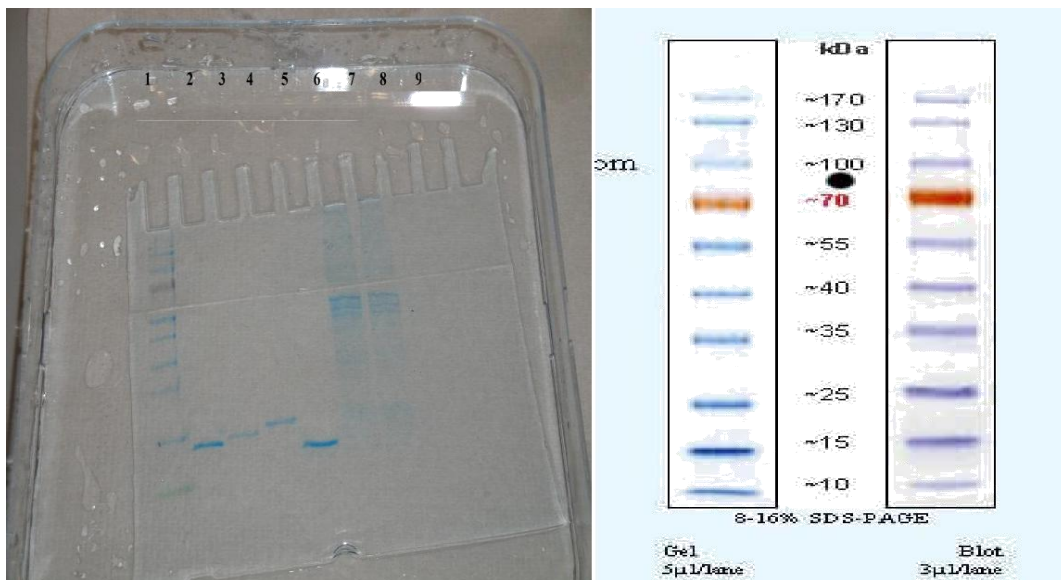 1 2 3 4 5 6 7 8 9
kDa
~170
~130
om ~100
~70
~55
~40
~35
~25
~15
~10
8-16% SDS-PAGE
Gel Blot
5µl/lane 3µl/lane